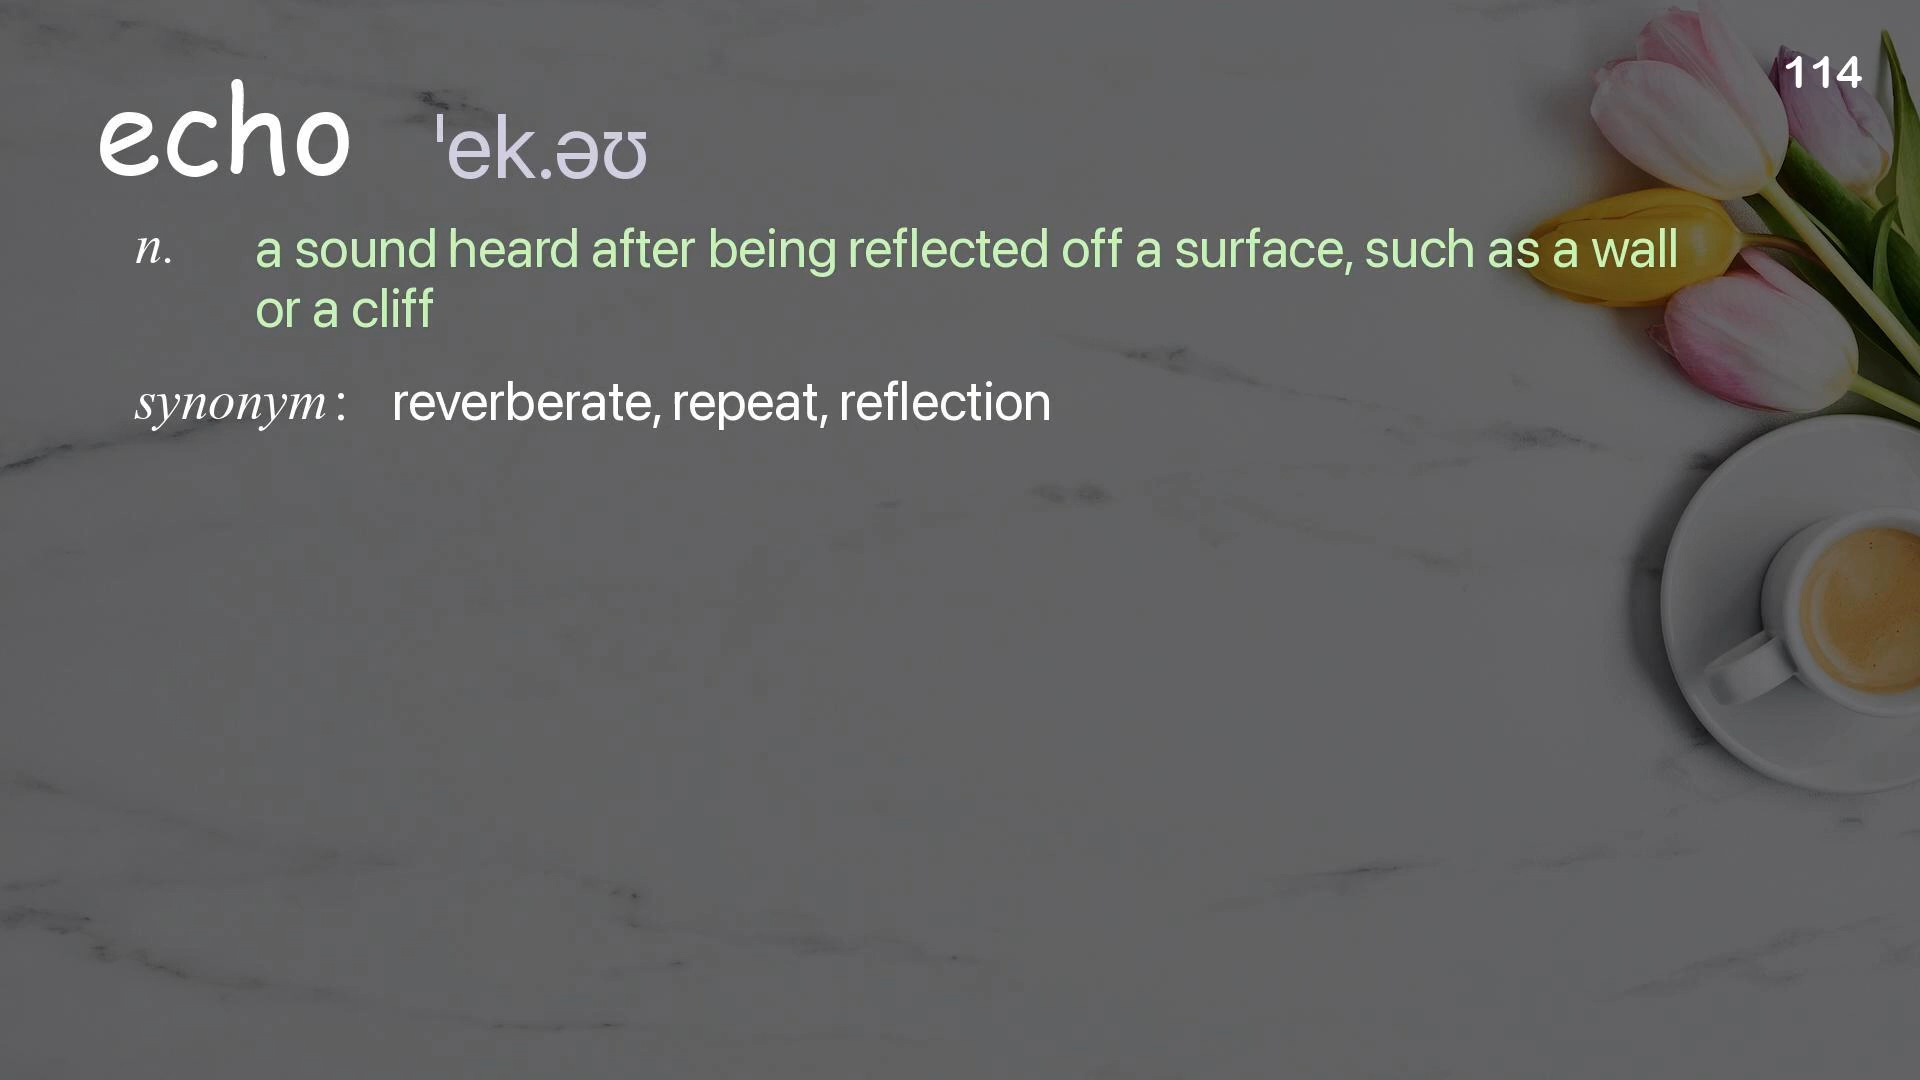 114
echo ˈek.əʊ
n. a sound heard after being reflected off a surface, such as a wall
or a cliff
synonym : reverberate, repeat, reflection